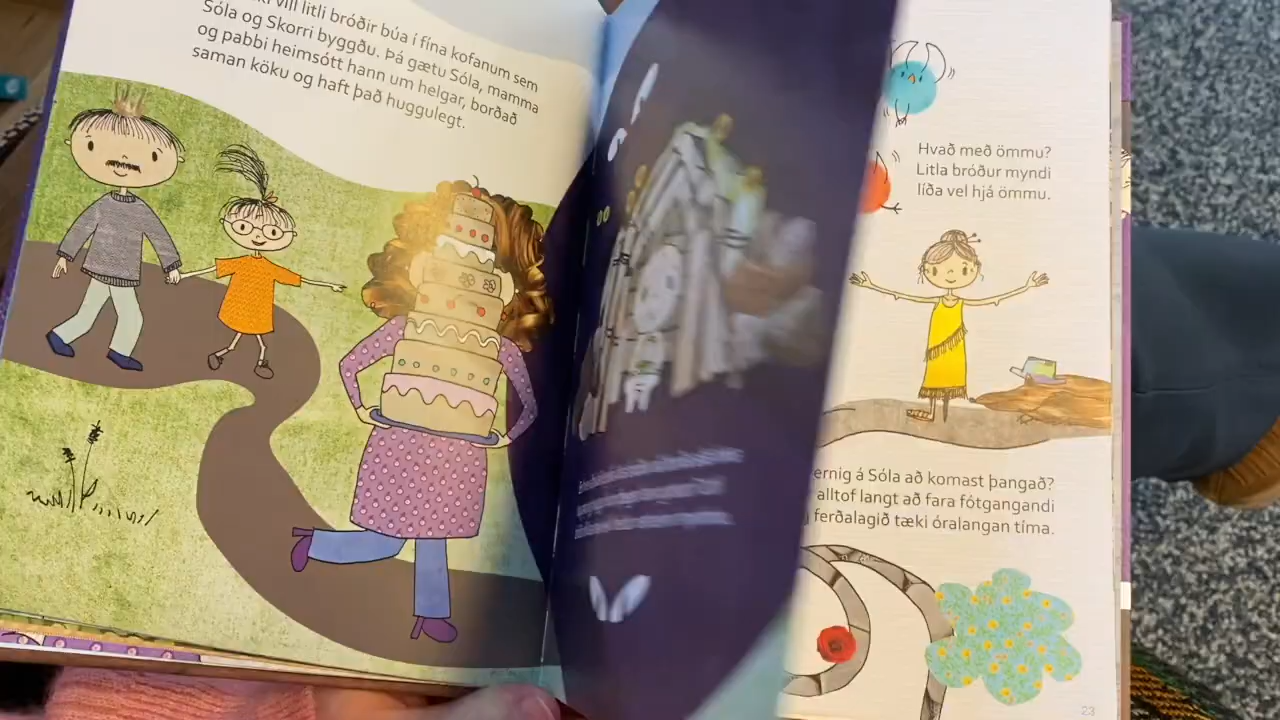 vill litli bróðir búa í fína kofanum sem
Sóla og Skorri byggðu. Þá gætu Sóla, mamma
og pabbi heimsótt hann um helgar, borðað
saman köku og haft það huggulegt.
Hvað með ömmu?
Litla bróður myndi
líða vel hjá ömmu.
ernig á Sóla að komast þangað?
alltof langt að fara fótgangandi
ferðalagið tæki óralangan tíma.
23